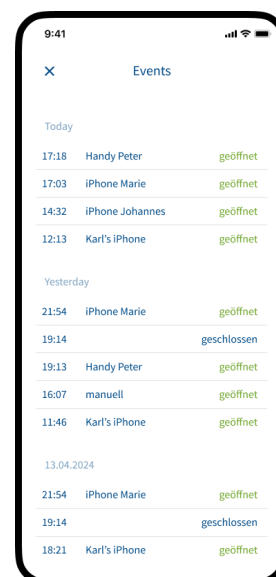 9:41
Events
Today
17:18 Handy Peter geöffnet
17:03 iPhone Marie geöffnet
14:32 iPhone Johannes geöffnet
12:13 Karl's iPhone geöffnet
Yesterday
21:54 iPhone Marie geöffnet
19:14 geschlossen
19:13 Handy Peter geöffnet
16:07 manuell geöffnet
11:46 Karl's iPhone geöffnet
13.04.2024
21:54 iPhone Marie geöffnet
19:14 geschlossen
18:21 Karl's iPhone geöffnet